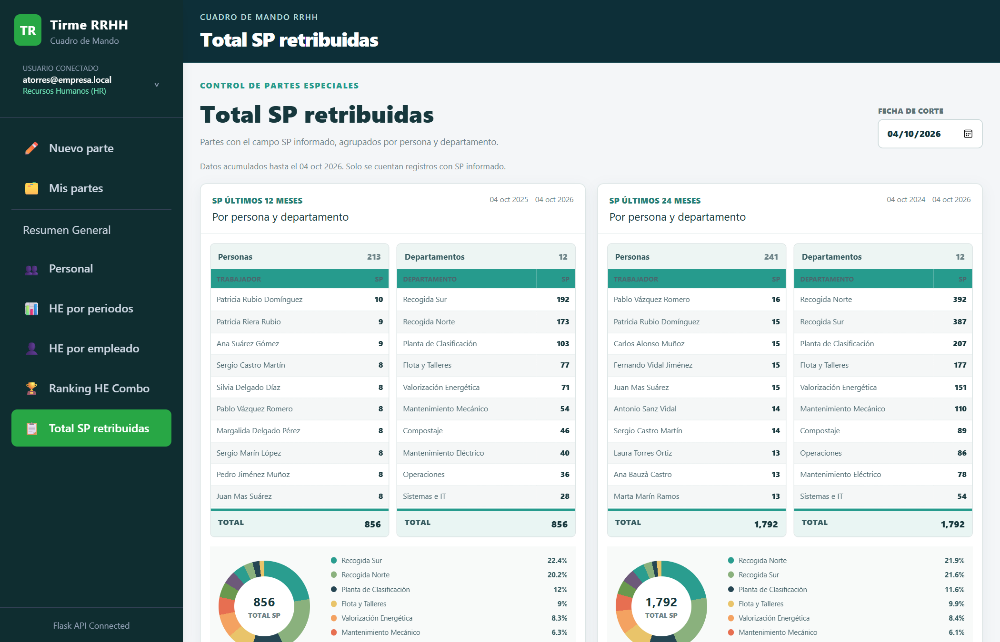 TR
Tirme RRHH
Cuadro de Mando
USUARIO CONECTADO
atorres@empresa.local
Recursos Humanos (HR)
Nuevo parte
Mis partes
Resumen General
Personal
HE por periodos
HE por empleado
Ranking HE Combo
Total SP retribuidas
Flask API Connected
CUADRO DE MANDO RRHH
Total SP retribuidas
CONTROL DE PARTES ESPECIALES
Total SP retribuidas
Partes con el campo SP informado, agrupados por persona y departamento.
FECHA DE CORTE
04/10/2026
Datos acumulados hasta el 04 oct 2026. Solo se cuentan registros con SP informado.
SP ÚLTIMOS 12 MESES
04 oct 2025 - 04 oct 2026
Por persona y departamento
Personas 213
TRABAJADOR SP
Patricia Rubio Domínguez 10
Patricia Riera Rubio 9
Ana Suárez Gómez 9
Sergio Castro Martín 8
Silvia Delgado Díaz 8
Pablo Vázquez Romero 8
Margalida Delgado Pérez 8
Sergio Marín López 8
Pedro Jiménez Muñoz 8
Juan Mas Suárez 8
TOTAL 856
Departamentos 12
DEPARTAMENTO SP
Recogida Sur 192
Recogida Norte 173
Planta de Clasificación 103
Flota y Talleres 77
Valorización Energética 71
Mantenimiento Mecánico 54
Compostaje 46
Mantenimiento Eléctrico 40
Operaciones 36
Sistemas e IT 28
TOTAL 856
856
TOTAL SP
Recogida Sur 22.4%
Recogida Norte 20.2%
Planta de Clasificación 12%
Flota y Talleres 9%
Valorización Energética 8.3%
Mantenimiento Mecánico 6.3%
SP ÚLTIMOS 24 MESES
04 oct 2024 - 04 oct 2026
Por persona y departamento
Personas 241
TRABAJADOR SP
Pablo Vázquez Romero 16
Patricia Rubio Domínguez 15
Carlos Alonso Muñoz 15
Fernando Vidal Jiménez 15
Juan Mas Suárez 15
Antonio Sanz Vidal 14
Sergio Castro Martín 14
Laura Torres Ortiz 13
Ana Bauzà Castro 13
Marta Marín Ramos 13
TOTAL 1,792
Departamentos 12
DEPARTAMENTO SP
Recogida Norte 392
Recogida Sur 387
Planta de Clasificación 207
Flota y Talleres 177
Valorización Energética 151
Mantenimiento Mecánico 110
Compostaje 89
Operaciones 86
Mantenimiento Eléctrico 78
Sistemas e IT 54
TOTAL 1,792
1,792
TOTAL SP
Recogida Norte 21.9%
Recogida Sur 21.6%
Planta de Clasificación 11.6%
Flota y Talleres 9.9%
Valorización Energética 8.4%
Mantenimiento Mecánico 6.1%